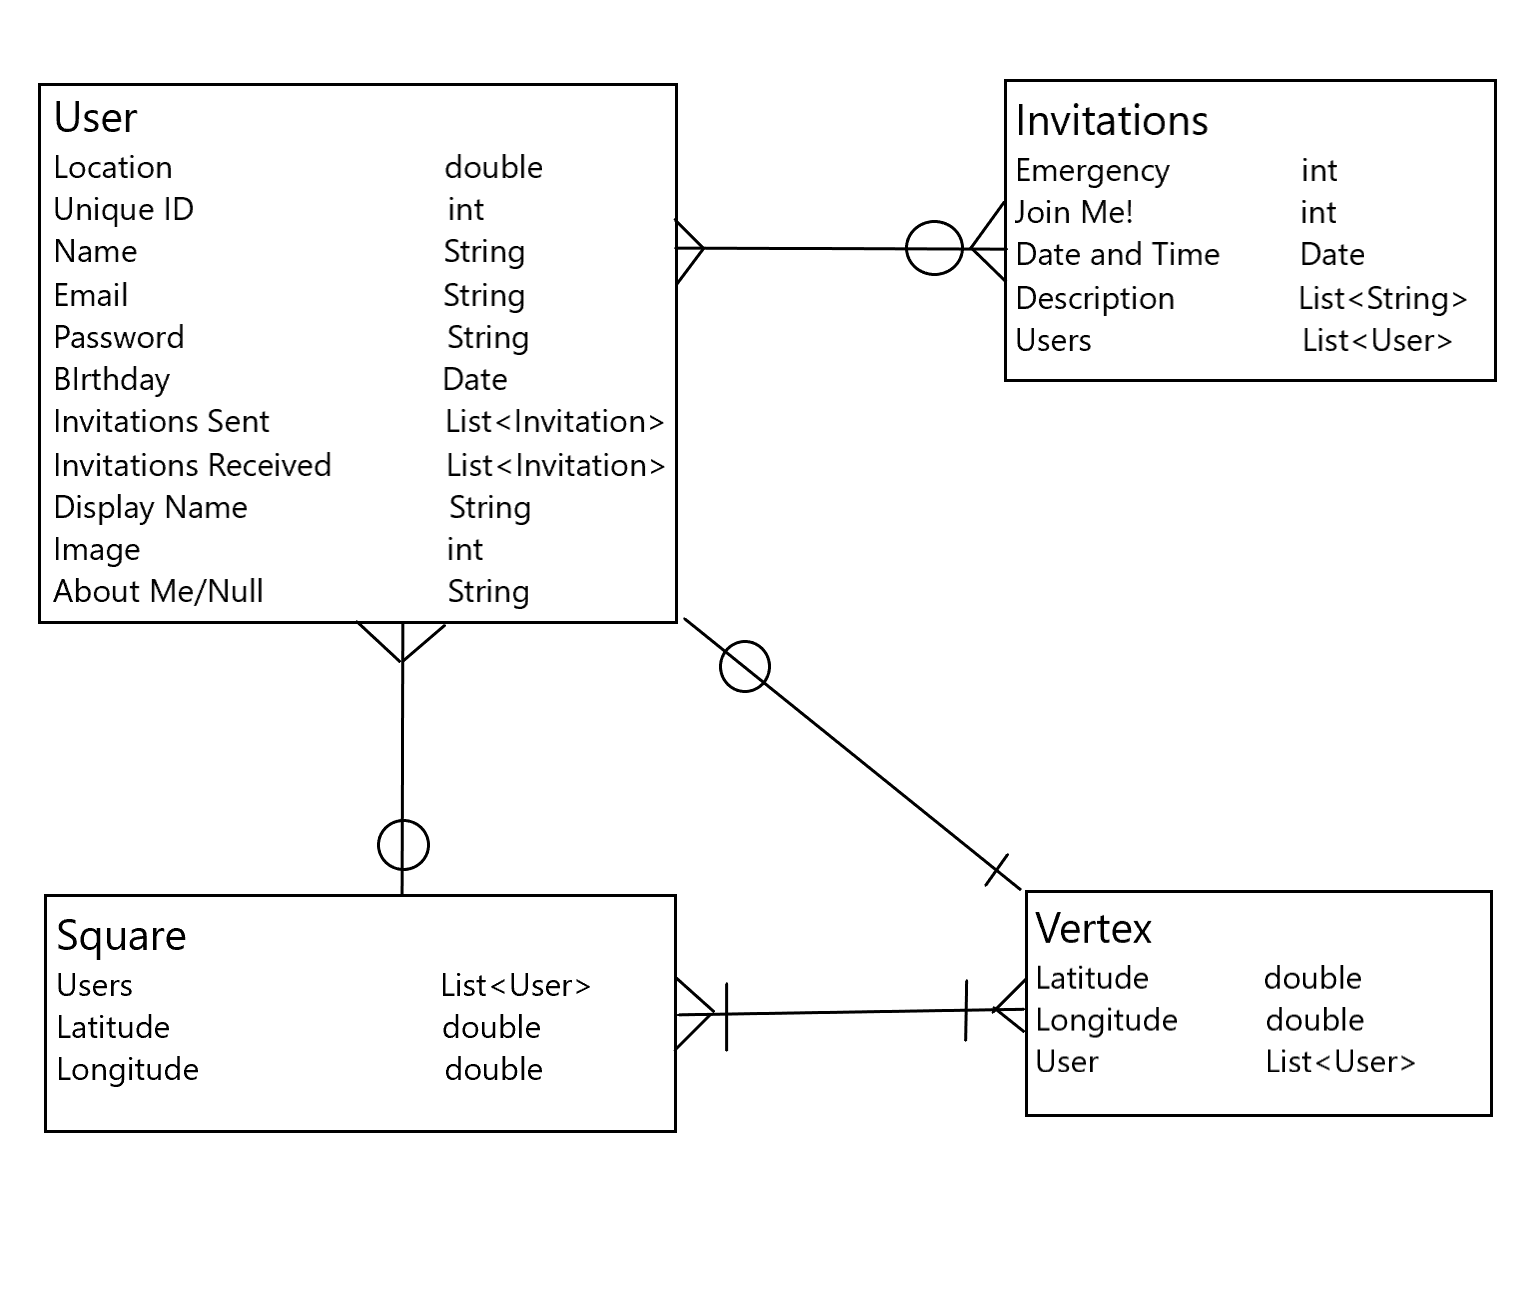 User
Location double
Unique ID int
Name String
Email String
Password String
BIrthday Date
Invitations Sent List<Invitation>
Invitations Received List<Invitation>
Display Name String
Image int
About Me/Null String
Invitations
Emergency int
Join Me! int
Date and Time Date
Description List<String>
Users List<User>
Square
Users List<User>
Latitude double
Longitude double
Vertex
Latitude double
Longitude double
User List<User>